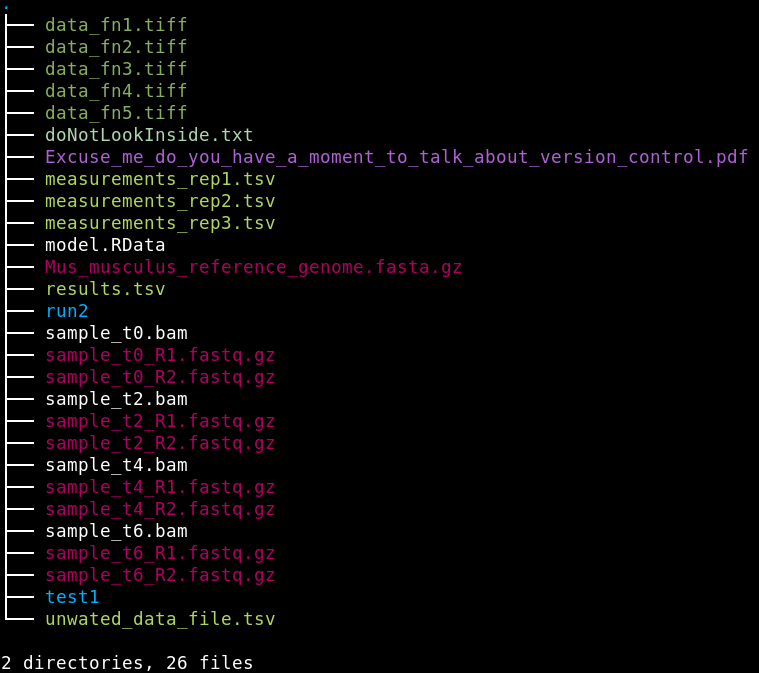 .
├── data_fn1.tiff
├── data_fn2.tiff
├── data_fn3.tiff
├── data_fn4.tiff
├── data_fn5.tiff
├── doNotLookInside.txt
├── Excuse_me_do_you_have_a_moment_to_talk_about_version_control.pdf
├── measurements_rep1.tsv
├── measurements_rep2.tsv
├── measurements_rep3.tsv
├── model.RData
├── Mus_musculus_reference_genome.fasta.gz
├── results.tsv
├── run2
├── sample_t0.bam
├── sample_t0_R1.fastq.gz
├── sample_t0_R2.fastq.gz
├── sample_t2.bam
├── sample_t2_R1.fastq.gz
├── sample_t2_R2.fastq.gz
├── sample_t4.bam
├── sample_t4_R1.fastq.gz
├── sample_t4_R2.fastq.gz
├── sample_t6.bam
├── sample_t6_R1.fastq.gz
├── sample_t6_R2.fastq.gz
├── test1
└── unwated_data_file.tsv
2 directories, 26 files